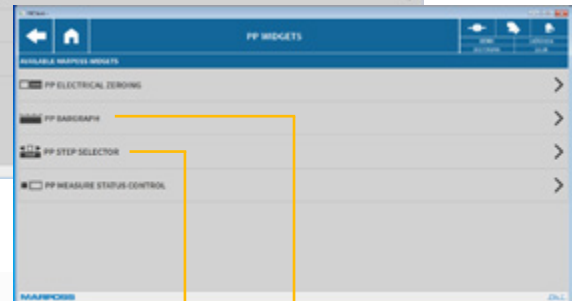 PP WIDGETS
AVAILABLE MARPOSS WIDGETS
PP ELECTRICAL ZEROING
PP BARGRAPH
PP STEP SELECTOR
PP MEASURE STATUS CONTROL
MARPOSS